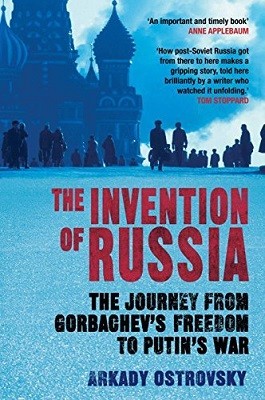 'An important and timely book'
ANNE APPLEBAUM
'How post-Soviet Russia got
from there to here makes a
gripping story, told here
brilliantly by a writer who
watched it unfolding.'
TOM STOPPARD
THE INVENTION
OF RUSSIA
THE JOURNEY FROM
GORBACHEV'S FREEDOM
TO PUTIN'S WAR
ARKADY OSTROVSKY